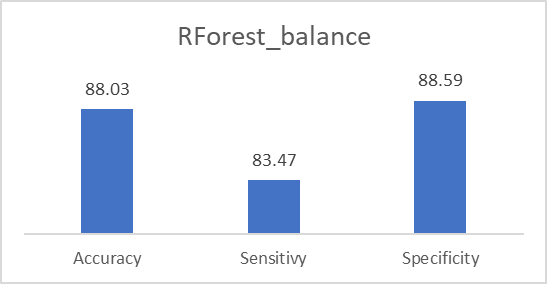 RForest_balance
88.03
83.47
88.59
Accuracy
Sensitivy
Specificity